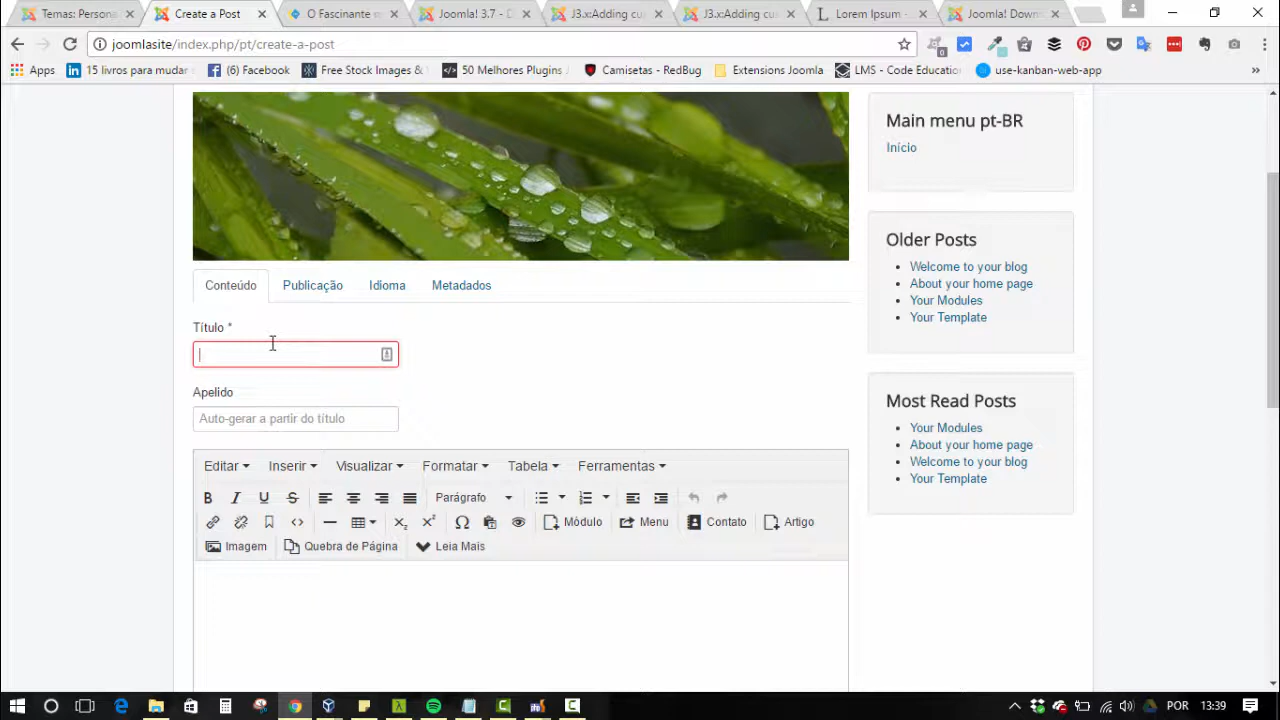 Temas: Persona
Create a Post
O Fascinante
Joomla! 3.7 - D
J3.x:Adding cu
J3.x:Adding cu
Lorem Ipsum -
Joomla! Down
joomlasite/index.php/pt/create-a-post
Apps
15 livros para mudar
(6) Facebook
Free Stock Images &
50 Melhores Plugins
Camisetas - RedBug
Extensions Joomla
LMS - Code Education
use-kanban-web-app
Main menu pt-BR
Início
Older Posts
Welcome to your blog
About your home page
Your Modules
Your Template
Most Read Posts
Your Modules
About your home page
Welcome to your blog
Your Template
Conteúdo Publicação Idioma Metadados
Título *
Apelido
Auto-gerar a partir do título
Editar Inserir Visualizar Formatar Tabela Ferramentas
B I U S Parágrafo
Módulo Menu Contato Artigo
Imagem Quebra de Página Leia Mais
POR 13:39